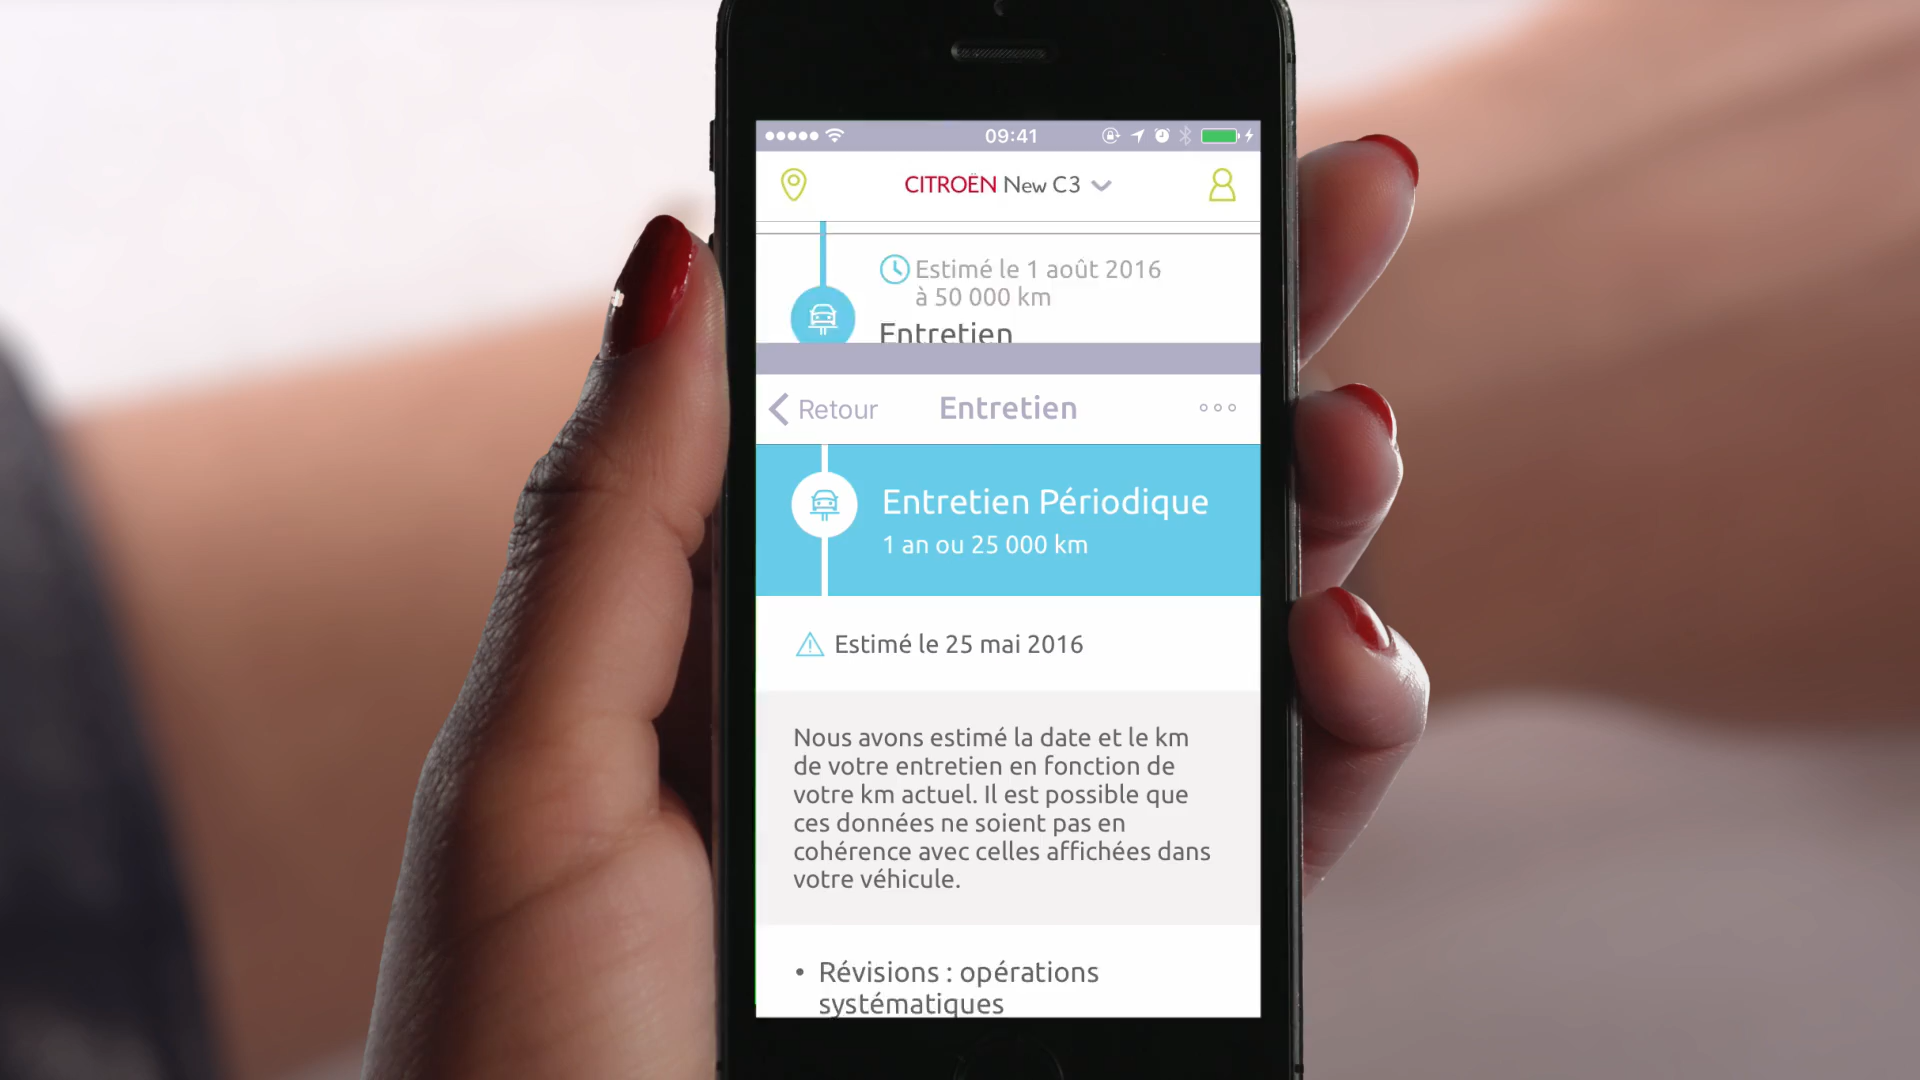 09:41
CITROËN New C3
Estimé le 1 août 2016
à 50 000 km
Entretien
Retour
Entretien
Entretien Périodique
1 an ou 25 000 km
Estimé le 25 mai 2016
Nous avons estimé la date et le km
de votre entretien en fonction de
votre km actuel. Il est possible que
ces données ne soient pas en
cohérence avec celles affichées dans
votre véhicule.
• Révisions : opérations
systématiques